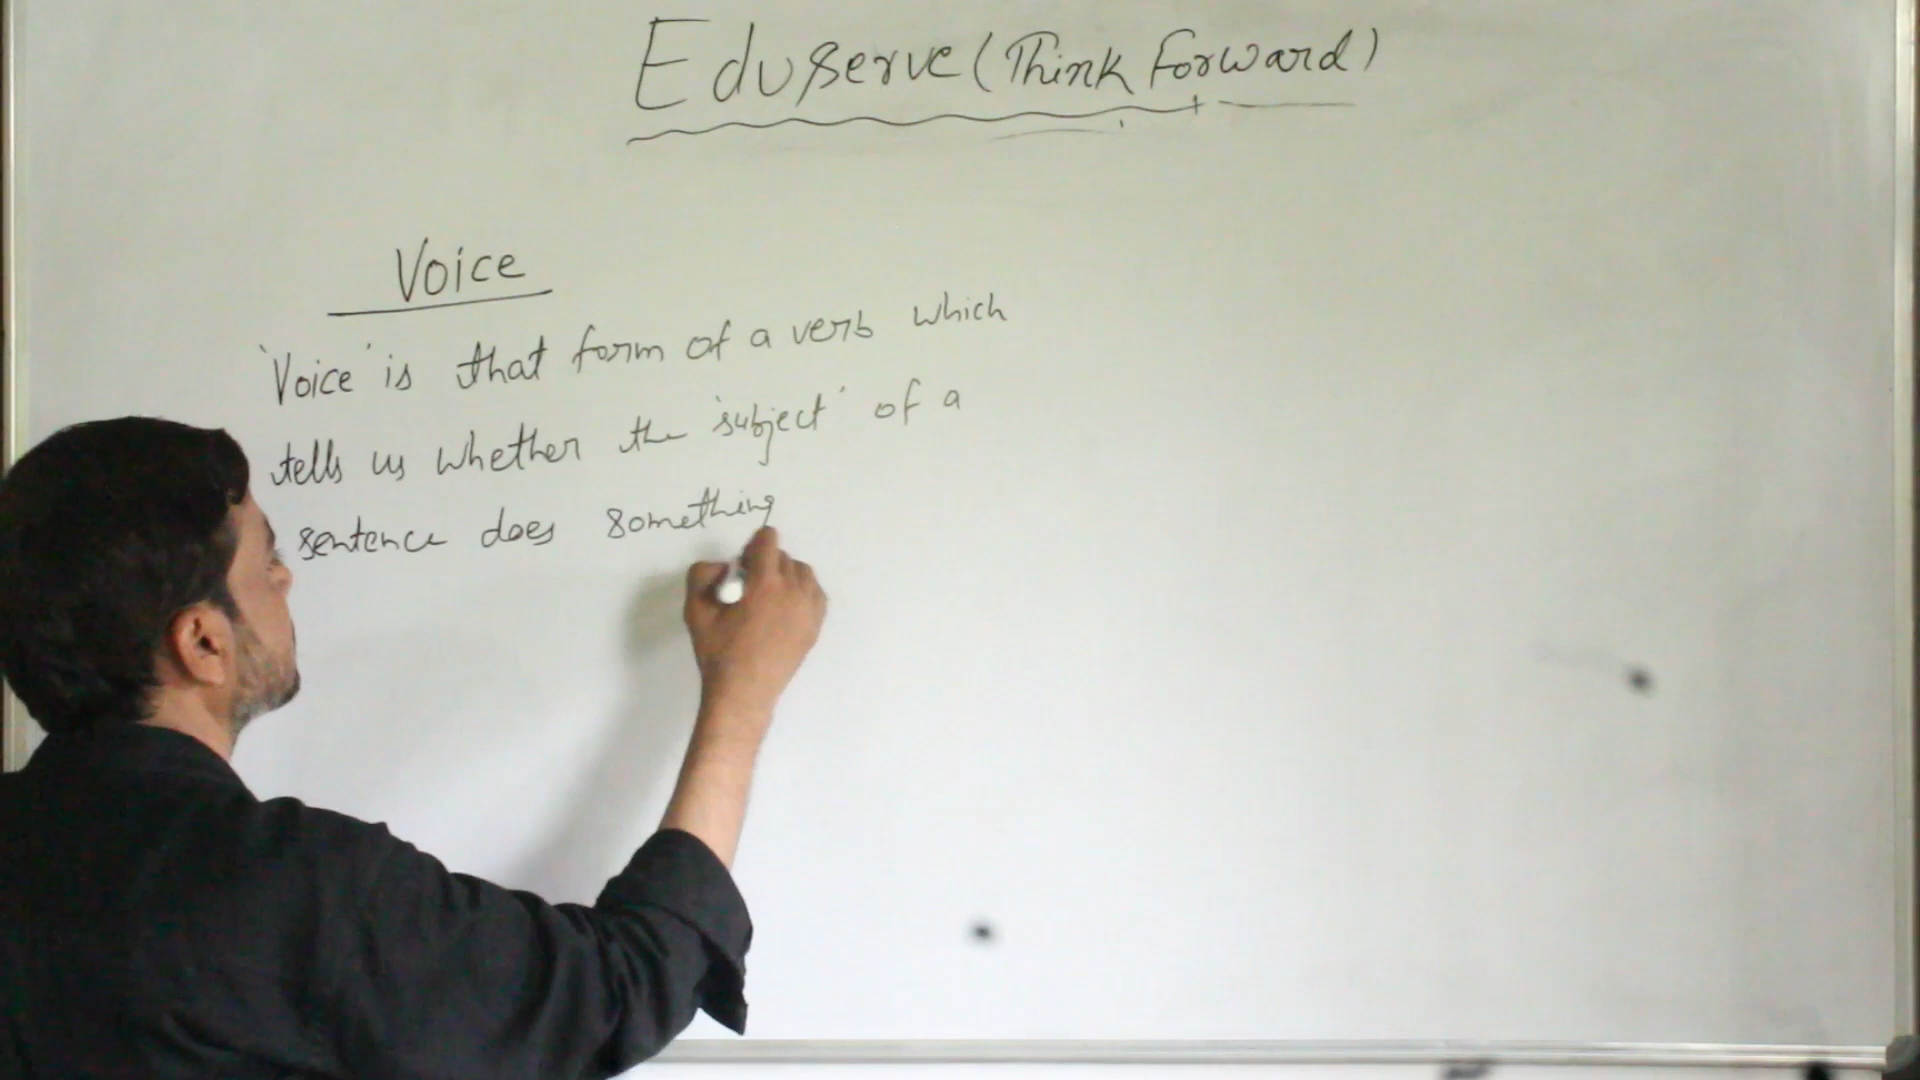 Eduserve (Think Forward)
Voice
'Voice' is that form of a verb which
tells us whether the 'subject' of a
sentence does something